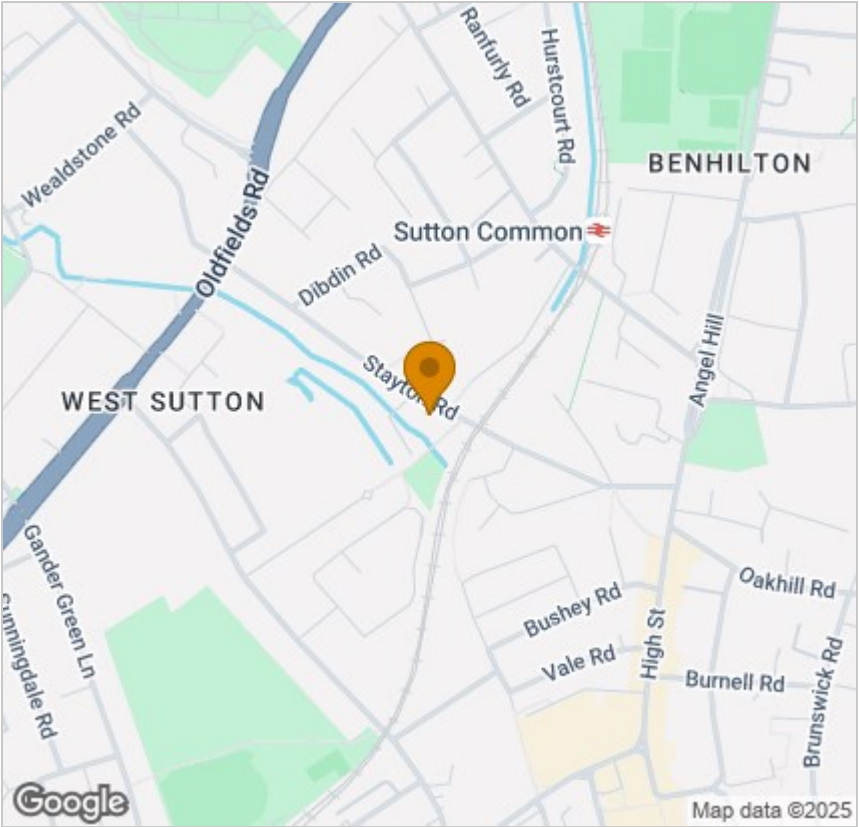 Ranfurly Rd
Hurstcourt Rd
Wealdstone Rd
BENHILTON
Oldfields Rd
Sutton Common
Dibdin Rd
Angel Hill
Stayton Rd
WEST SUTTON
Gander Green Ln
Sunningdale Rd
Oakhill Rd
Bushey Rd
High St
Vale Rd
Burnell Rd
Brunswick Rd
Google
Map data ©2025